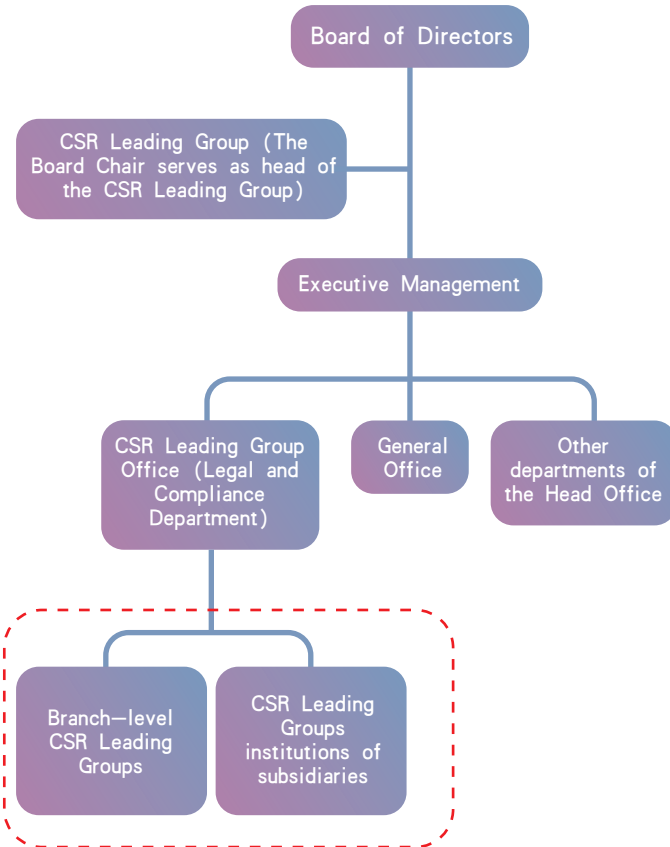 Board of Directors
CSR Leading Group (The
Board Chair serves as head of
the CSR Leading Group)
Executive Management
CSR Leading Group
Office (Legal and
Compliance
Department)
General
Office
Other
departments of
the Head Office
Branch-level
CSR Leading
Groups
CSR Leading
Groups
institutions of
subsidiaries